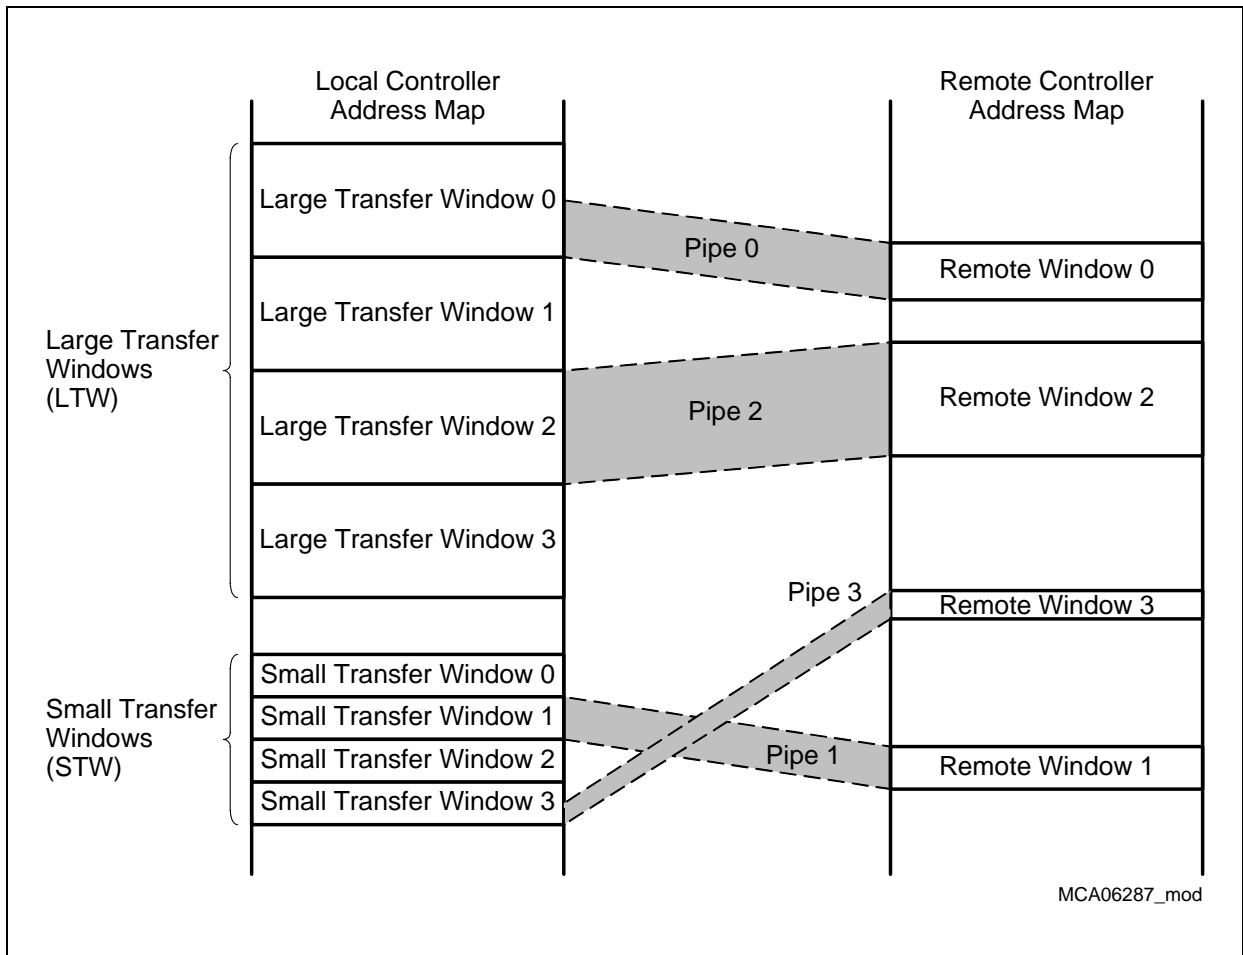 Local Controller
Address Map
Remote Controller
Address Map
Large Transfer Window 0
Pipe 0
Remote Window 0
Large Transfer Window 1
Large Transfer
Windows
(LTW)
Pipe 2
Remote Window 2
Large Transfer Window 2
Large Transfer Window 3
Pipe 3
Remote Window 3
Small Transfer Window 0
Small Transfer
Windows
(STW)
Small Transfer Window 1
Small Transfer Window 2
Small Transfer Window 3
Pipe 1
Remote Window 1
MCA06287_mod